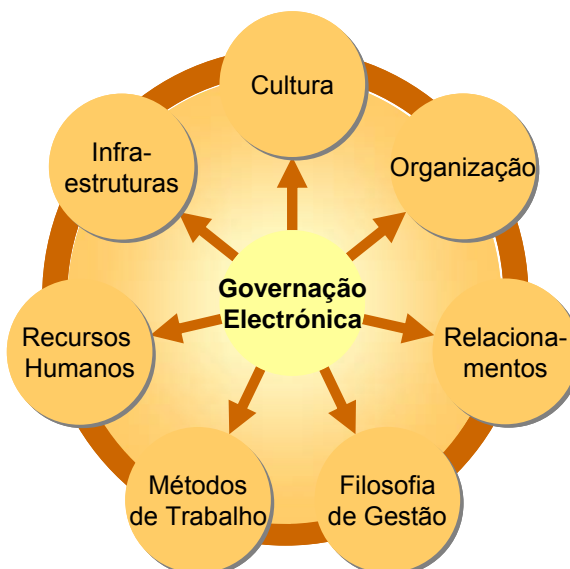 Cultura
Organização
Relaciona-
mentos
Filosofia
de Gestão
Métodos
de Trabalho
Recursos
Humanos
Infra-
estruturas
Governação
Electrónica